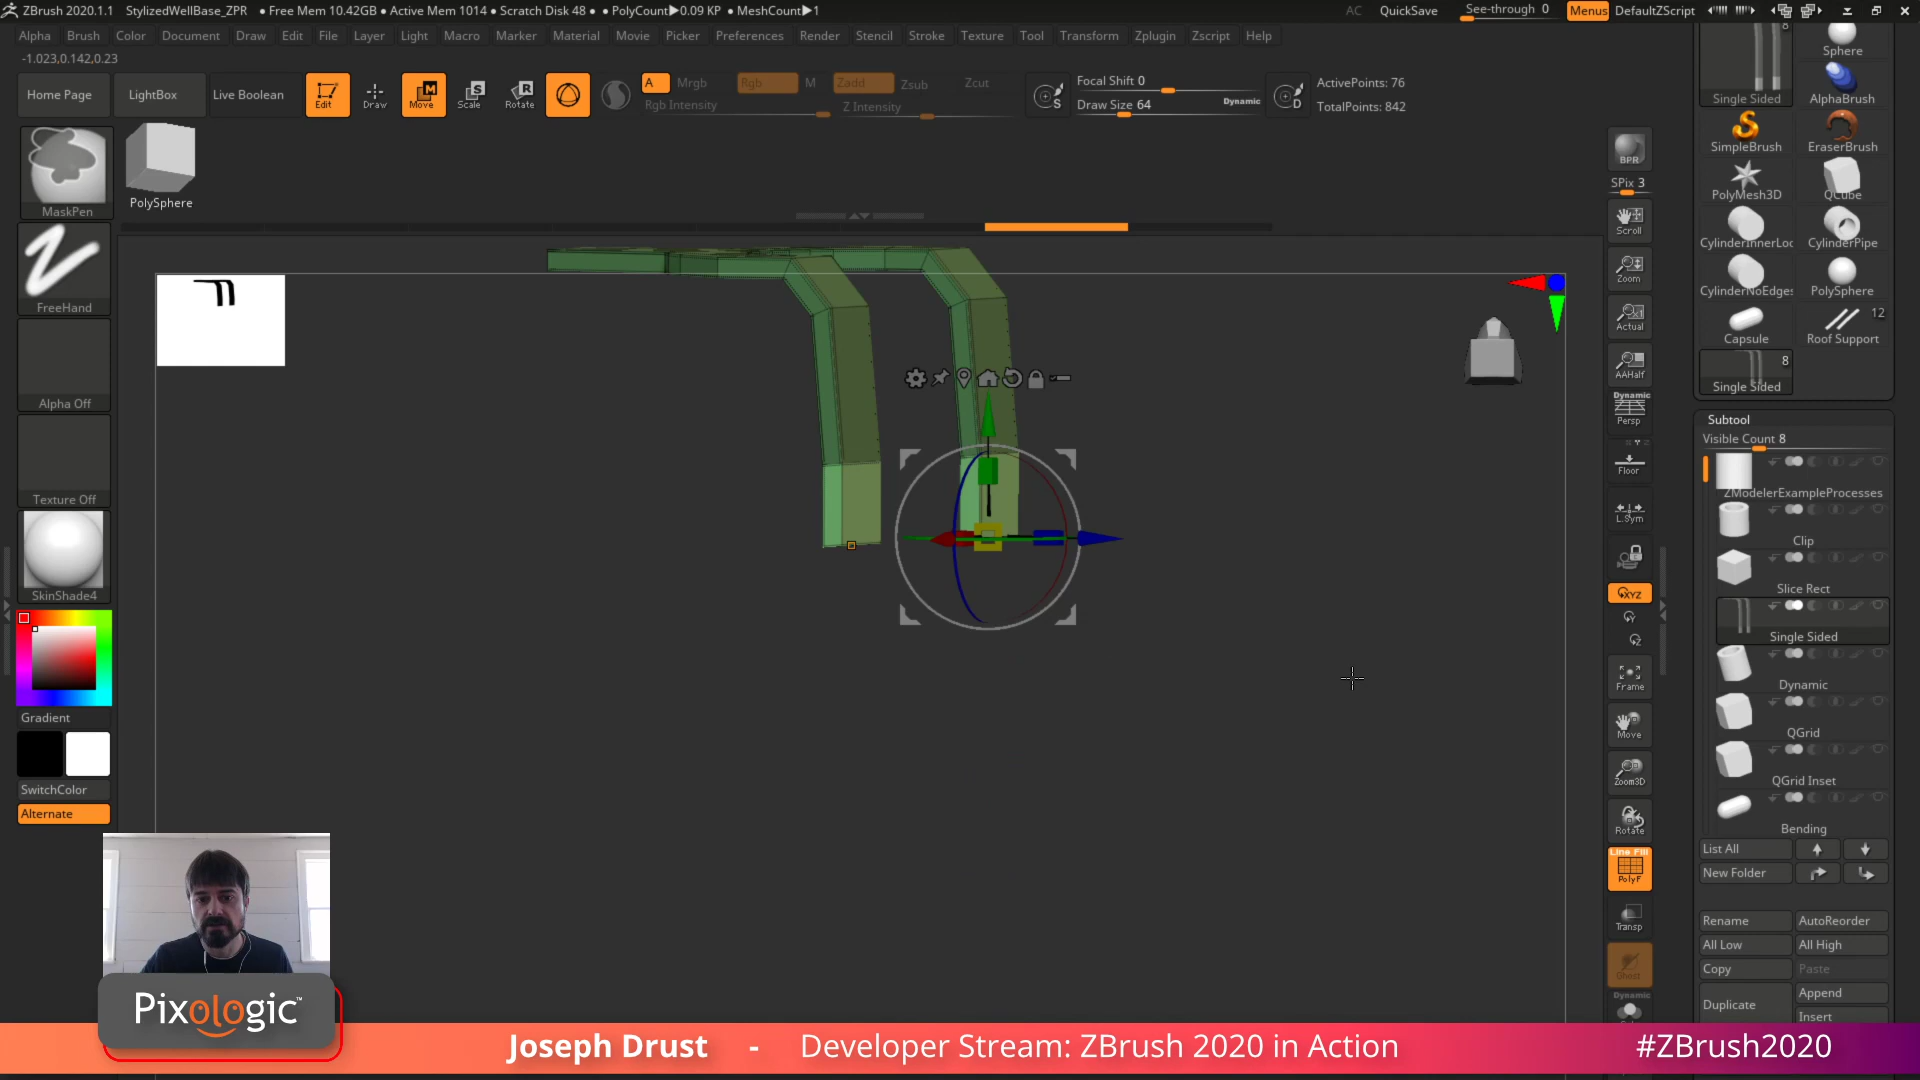 ZBrush 2020.1.1 StylizedWellBase_ZPR • Free Mem 10.42GB • Active Mem 1014 • Scratch Disk 48 • • PolyCount▶0.09 KP • MeshCount▶1 AC QuickSave See-through 0 Menus DefaultZScript
Alpha Brush Color Document Draw Edit File Layer Light Macro Marker Material Movie Picker Preferences Render Stencil Stroke Texture Tool Transform Zplugin Zscript Help
-1.023,0.142,0.23
Home Page LightBox Live Boolean Edit Draw Move Scale Rotate
A Mrgb Rgb M Zadd Zsub Zcut
Rgb Intensity Z Intensity
S Focal Shift 0
Draw Size 64 Dynamic
D ActivePoints: 76
TotalPoints: 842
MaskPen
PolySphere
FreeHand
Alpha Off
Texture Off
SkinShade4
Gradient
SwitchColor
Alternate
BPR
SPix 3
Scroll
Zoom
Actual
AAHalf
Dynamic
Persp
Floor
L.Sym
XYZ
Y
Z
Frame
Move
Zoom3D
Rotate
Line Fill
PolyF
Transp
Ghost
Dynamic
8
Single Sided
Sphere
AlphaBrush
SimpleBrush
EraserBrush
PolyMesh3D
QCube
CylinderInnerLoc
CylinderPipe
CylinderNoEdges
PolySphere
Capsule
12
Roof Support
8
Single Sided
Subtool
Visible Count 8
ZModelerExampleProcesses
Clip
Slice Rect
Single Sided
Dynamic
QGrid
QGrid Inset
Bending
List All
New Folder
Rename AutoReorder
All Low All High
Copy Paste
Duplicate Append
Insert
Pixologic™
Joseph Drust - Developer Stream: ZBrush 2020 in Action #ZBrush2020